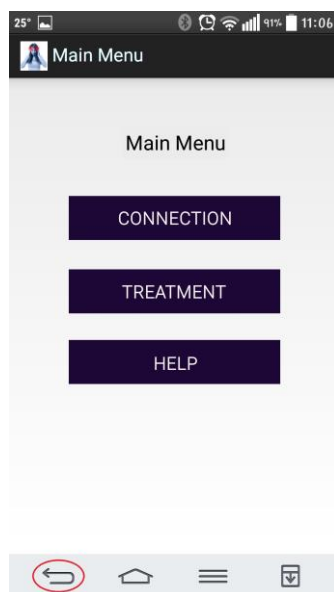 25° 91% 11:06
Main Menu
Main Menu
CONNECTION
TREATMENT
HELP